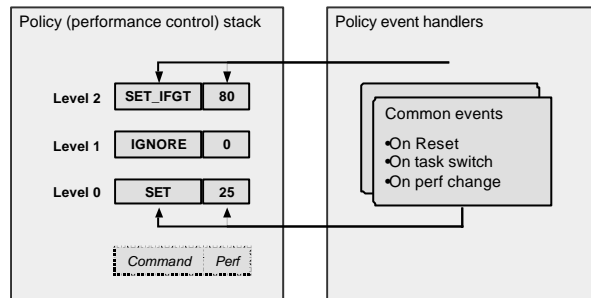 Policy (performance control) stack
Policy event handlers
Level 2 SET_IFGT 80
Level 1 IGNORE 0
Level 0 SET 25
Command Perf
Common events
•On Reset
•On task switch
•On perf change